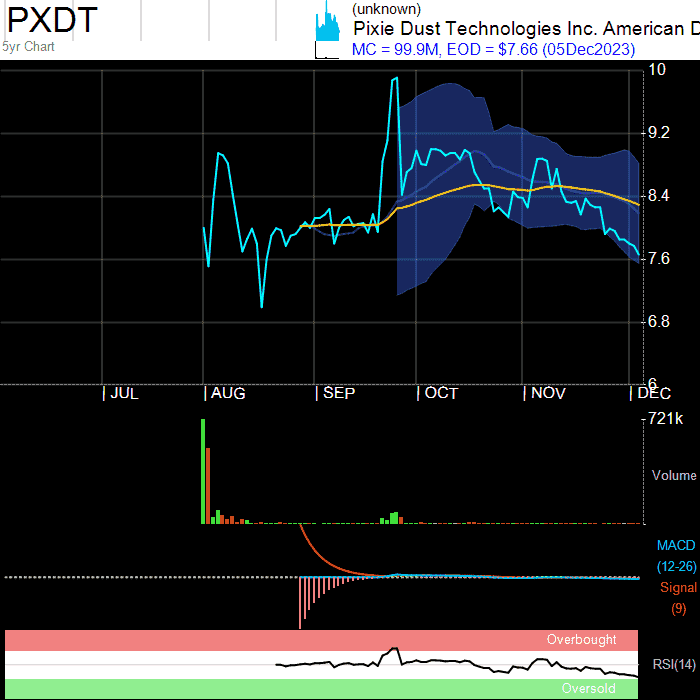 PXDT
(unknown)
Pixie Dust Technologies Inc. American D
5yr Chart
MC = 99.9M, EOD = $7.66 (05Dec2023)
10
9.2
8.4
7.6
6.8
6
JUL AUG SEP OCT NOV DEC
721k
Volume
MACD
(12-26)
Signal
(9)
Overbought
RSI(14)
Oversold